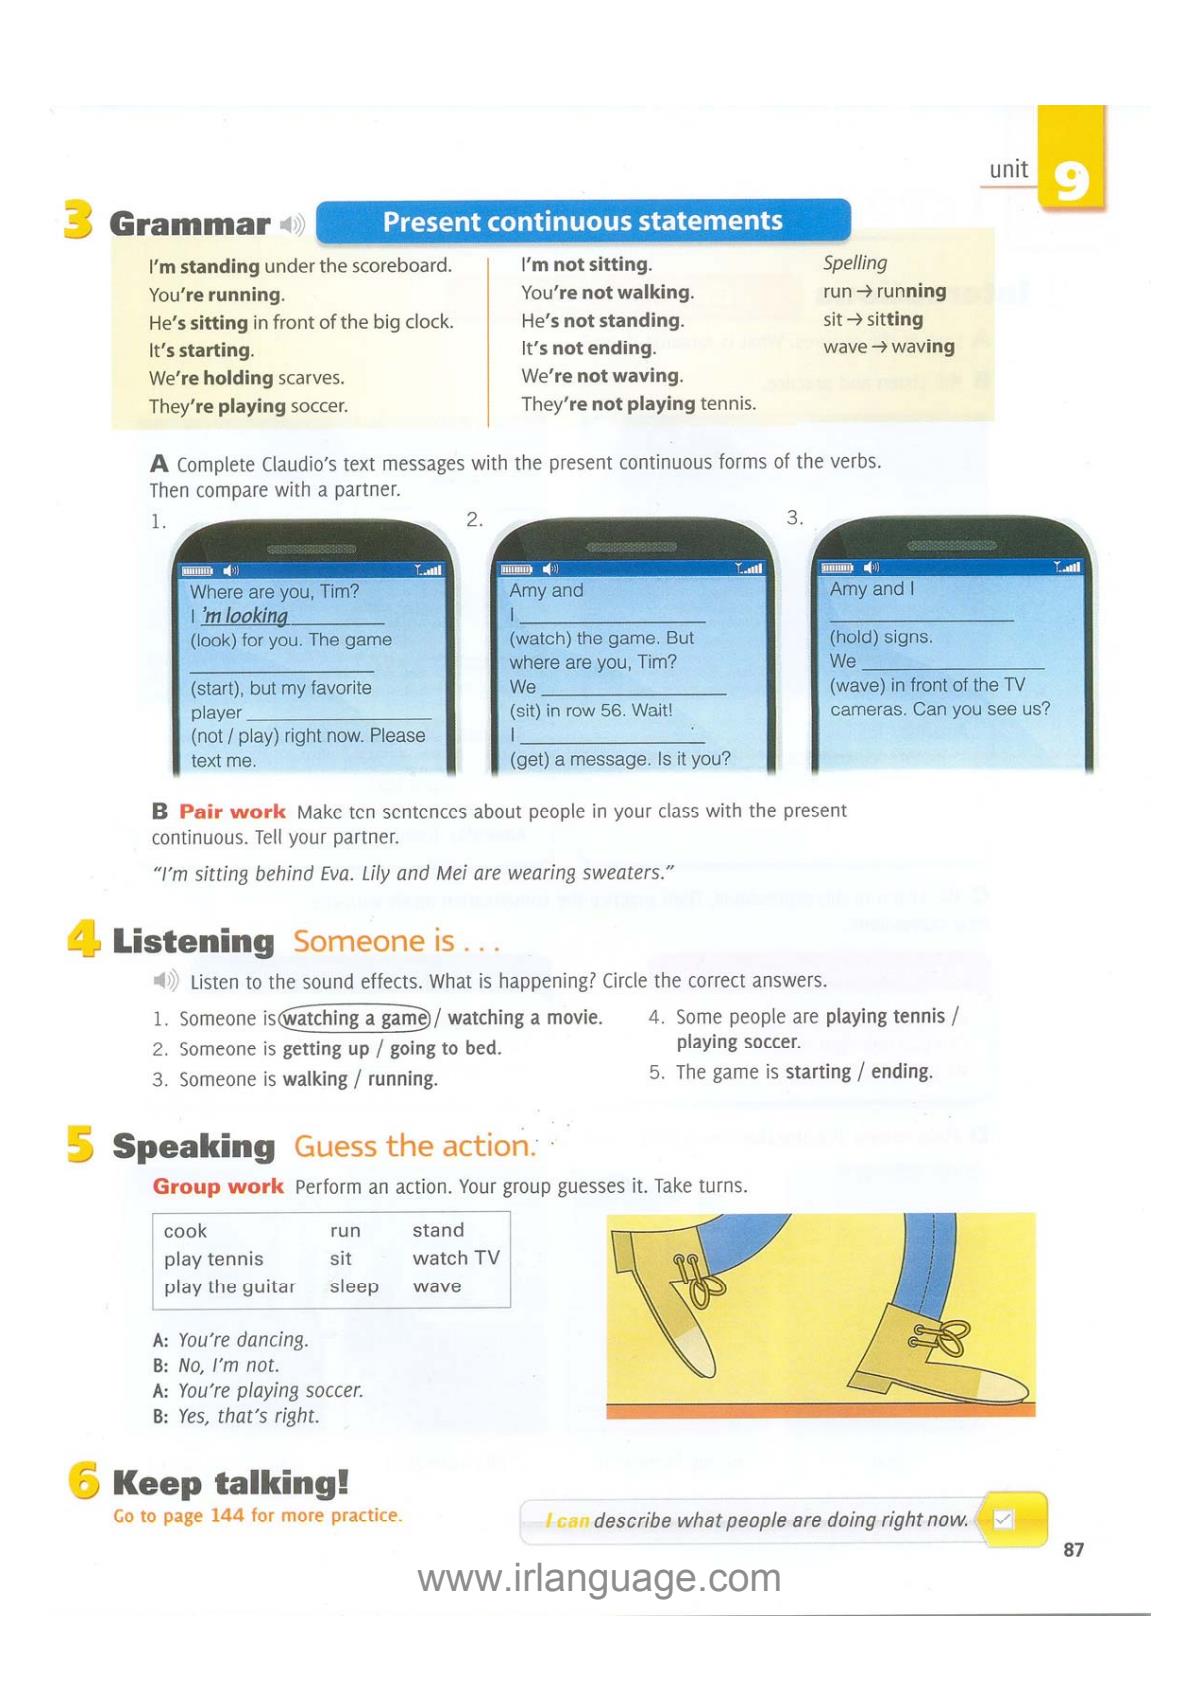 unit 9
3 Grammar Present continuous statements
I'm standing under the scoreboard.
You're running.
He's sitting in front of the big clock.
It's starting.
We're holding scarves.
They're playing soccer.
I'm not sitting.
You're not walking.
He's not standing.
It's not ending.
We're not waving.
They're not playing tennis.
Spelling
run → running
sit → sitting
wave → waving
A Complete Claudio's text messages with the present continuous forms of the verbs.
Then compare with a partner.
1.
Where are you, Tim?
I 'm looking
(look) for you. The game
(start), but my favorite
player
(not / play) right now. Please
text me.
2.
Amy and
I
(watch) the game. But
where are you, Tim?
We
(sit) in row 56. Wait!
I
(get) a message. Is it you?
3.
Amy and I
(hold) signs.
We
(wave) in front of the TV
cameras. Can you see us?
B Pair work Make ten sentences about people in your class with the present
continuous. Tell your partner.
"I'm sitting behind Eva. Lily and Mei are wearing sweaters."
4 Listening Someone is . . .
Listen to the sound effects. What is happening? Circle the correct answers.
1. Someone is watching a game / watching a movie.
2. Someone is getting up / going to bed.
3. Someone is walking / running.
4. Some people are playing tennis /
playing soccer.
5. The game is starting / ending.
5 Speaking Guess the action.
Group work Perform an action. Your group guesses it. Take turns.
cook run stand
play tennis sit watch TV
play the guitar sleep wave
A: You're dancing.
B: No, I'm not.
A: You're playing soccer.
B: Yes, that's right.
6 Keep talking!
Go to page 144 for more practice.
I can describe what people are doing right now.
87
www.irlanguage.com